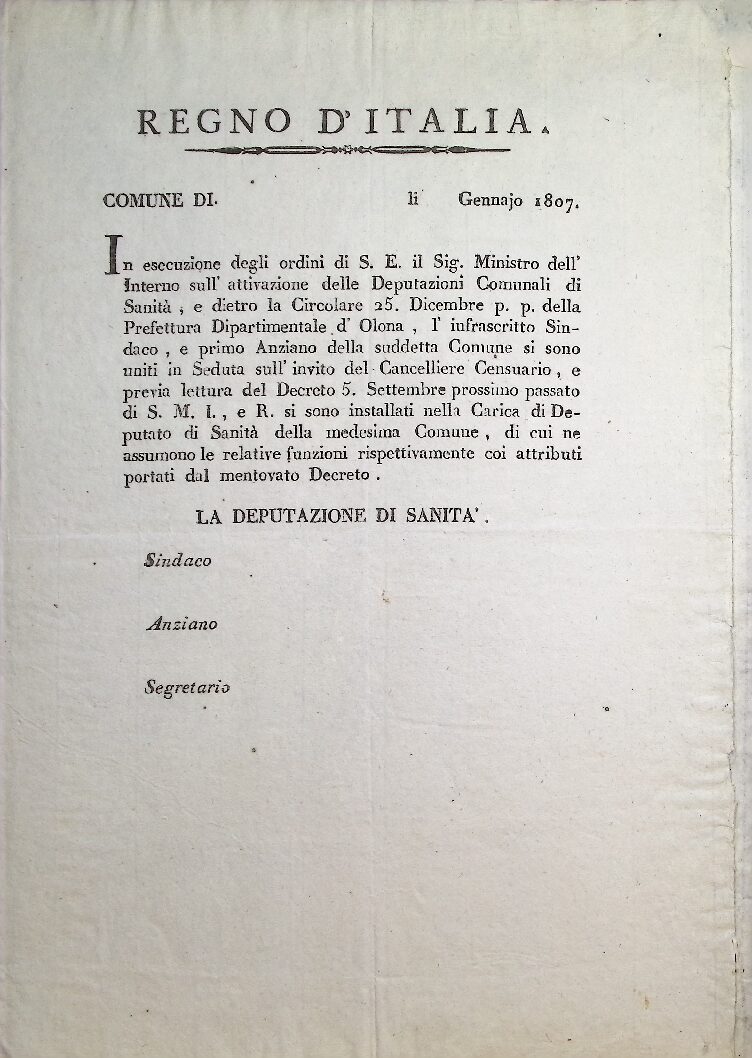 REGNO D'ITALIA.
COMUNE DI. li Gennajo 1807.
In esecuzione degli ordini di S. E. il Sig. Ministro dell'
Interno sull' attivazione delle Deputazioni Comunali di
Sanità, e dietro la Circolare 25. Dicembre p. p. della
Prefettura Dipartimentale d' Olona, l' infrascritto Sin-
daco, e primo Anziano della suddetta Comune si sono
uniti in Seduta sull' invito del Cancelliere Censuario, e
previa lettura del Decreto 5. Settembre prossimo passato
di S. M. I., e R. si sono installati nella Carica di De-
putato di Sanità della medesima Comune, di cui ne
assumono le relative funzioni rispettivamente coi attributi
portati dal mentovato Decreto.
LA DEPUTAZIONE DI SANITA'.
Sindaco
Anziano
Segretario